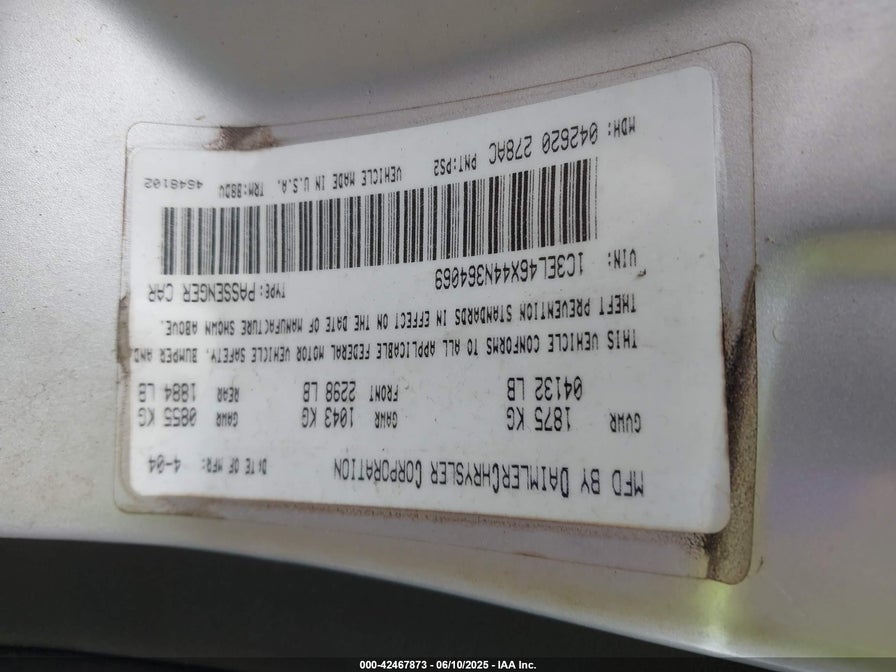 MFD BY DAIMLERCHRYSLER CORPORATION DATE OF MFR: 4-04
GVWR 1875 KG GAWR 1043 KG GAWR 0855 KG
04132 LB FRONT 2298 LB REAR 1884 LB
THIS VEHICLE CONFORMS TO ALL APPLICABLE FEDERAL MOTOR VEHICLE SAFETY, BUMPER AND
THEFT PREVENTION STANDARDS IN EFFECT ON THE DATE OF MANUFACTURE SHOWN ABOVE.
VIN: 1C3EL46X44N364069 TYPE: PASSENGER CAR
MDH: 042620 278AC PNT:PS2 VEHICLE MADE IN U.S.A. TRM:B8DV 4648102
000-42467873 - 06/10/2025 - IAA Inc.